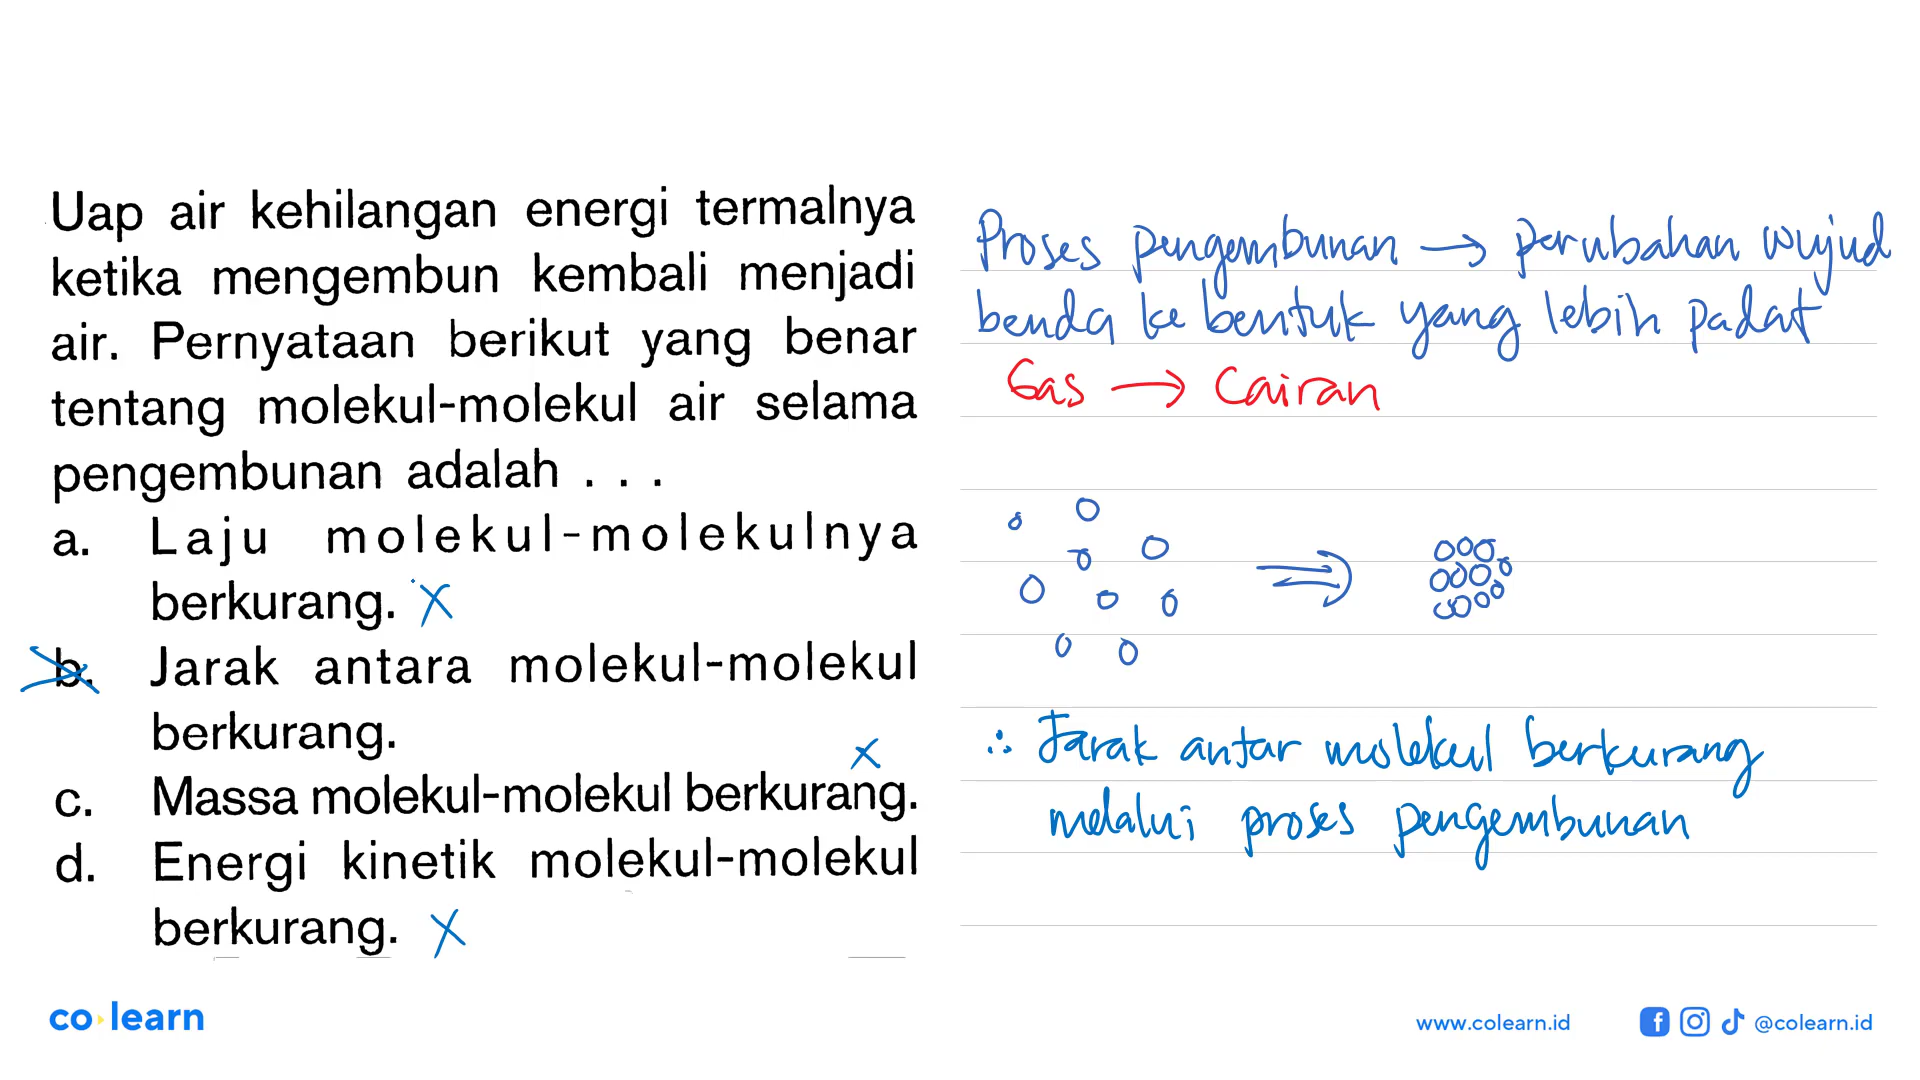 Uap air kehilangan energi termalnya
ketika mengembun kembali menjadi
air. Pernyataan berikut yang benar
tentang molekul-molekul air selama
pengembunan adalah . . .
a. Laju molekul-molekulnya
berkurang. X
b. Jarak antara molekul-molekul
berkurang.
X
c. Massa molekul-molekul berkurang.
d. Energi kinetik molekul-molekul
berkurang. X
Proses pengembunan → perubahan wujud
benda ke bentuk yang lebih padat
Gas → Cairan
∴ Jarak antar molekul berkurang
melalui proses pengembunan
co learn
www.colearn.id
@colearn.id